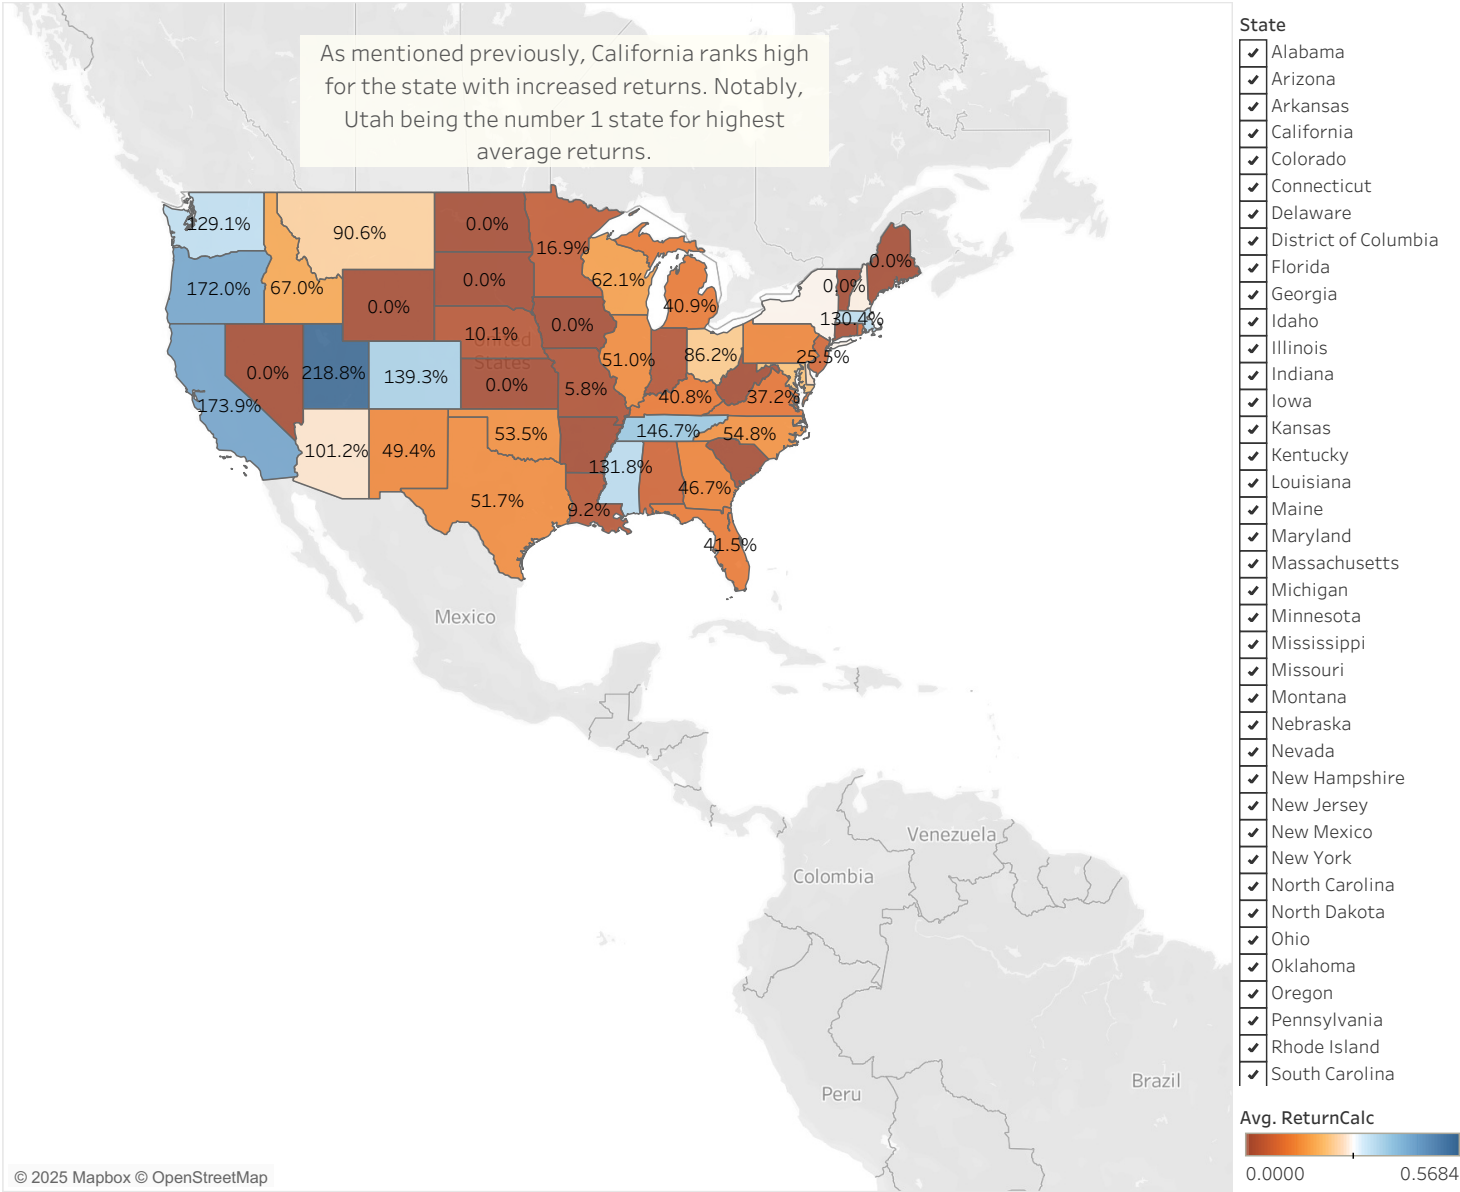 As mentioned previously, California ranks high
for the state with increased returns. Notably,
Utah being the number 1 state for highest
average returns.
129.1%
90.6%
0.0%
16.9%
0.0%
172.0%
67.0%
0.0%
0.0%
62.1%
40.9%
0.0%
130.4%
10.1%
0.0%
United
States
51.0%
86.2%
25.5%
0.0%
218.8%
139.3%
0.0%
5.8%
40.8%
37.2%
173.9%
101.2%
49.4%
53.5%
146.7%
54.8%
131.8%
51.7%
9.2%
46.7%
41.5%
Mexico
Venezuela
Colombia
Peru
Brazil
© 2025 Mapbox © OpenStreetMap
State
Alabama
Arizona
Arkansas
California
Colorado
Connecticut
Delaware
District of Columbia
Florida
Georgia
Idaho
Illinois
Indiana
Iowa
Kansas
Kentucky
Louisiana
Maine
Maryland
Massachusetts
Michigan
Minnesota
Mississippi
Missouri
Montana
Nebraska
Nevada
New Hampshire
New Jersey
New Mexico
New York
North Carolina
North Dakota
Ohio
Oklahoma
Oregon
Pennsylvania
Rhode Island
South Carolina
Avg. ReturnCalc
0.0000
0.5684